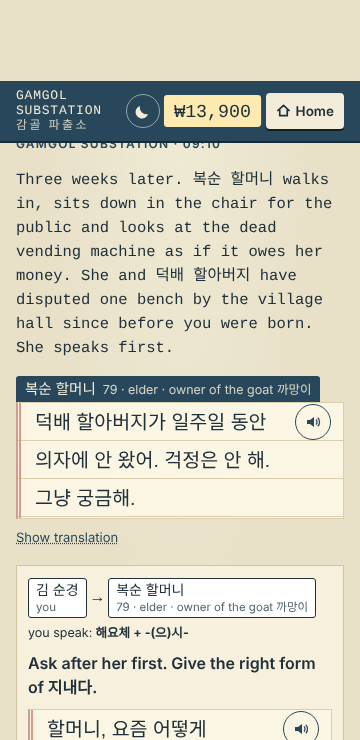 GAMGOL
SUBSTATION
감골 파출소
₩13,900
Home
GAMGOL SUBSTATION · 09:10
Three weeks later. 복순 할머니 walks
in, sits down in the chair for the
public and looks at the dead
vending machine as if it owes her
money. She and 덕배 할아버지 have
disputed one bench by the village
hall since before you were born.
She speaks first.
복순 할머니 79 · elder · owner of the goat 까망이
덕배 할아버지가 일주일 동안
의자에 안 왔어. 걱정은 안 해.
그냥 궁금해.
Show translation
김 순경
you
→
복순 할머니
79 · elder · owner of the goat 까망이
you speak: 해요체 + -(으)시-
Ask after her first. Give the right form
of 지내다.
할머니, 요즘 어떻게